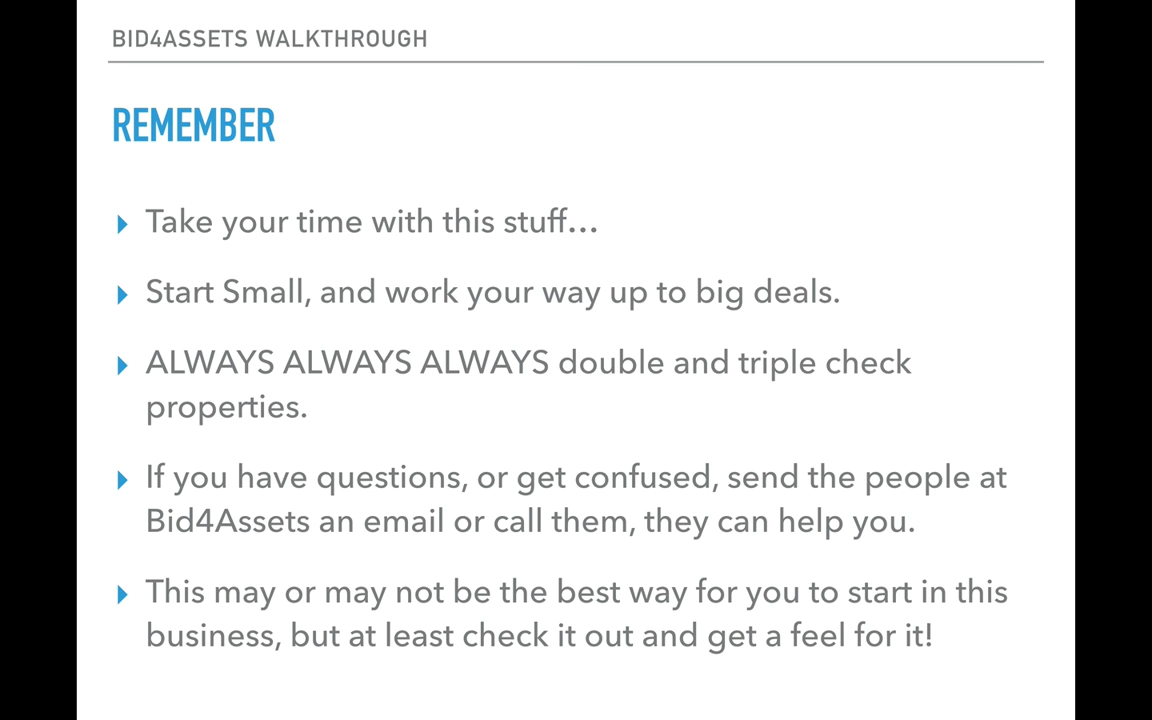 BID4ASSETS WALKTHROUGH
REMEMBER
Take your time with this stuff...
Start Small, and work your way up to big deals.
ALWAYS ALWAYS ALWAYS double and triple check
properties.
If you have questions, or get confused, send the people at
Bid4Assets an email or call them, they can help you.
This may or may not be the best way for you to start in this
business, but at least check it out and get a feel for it!